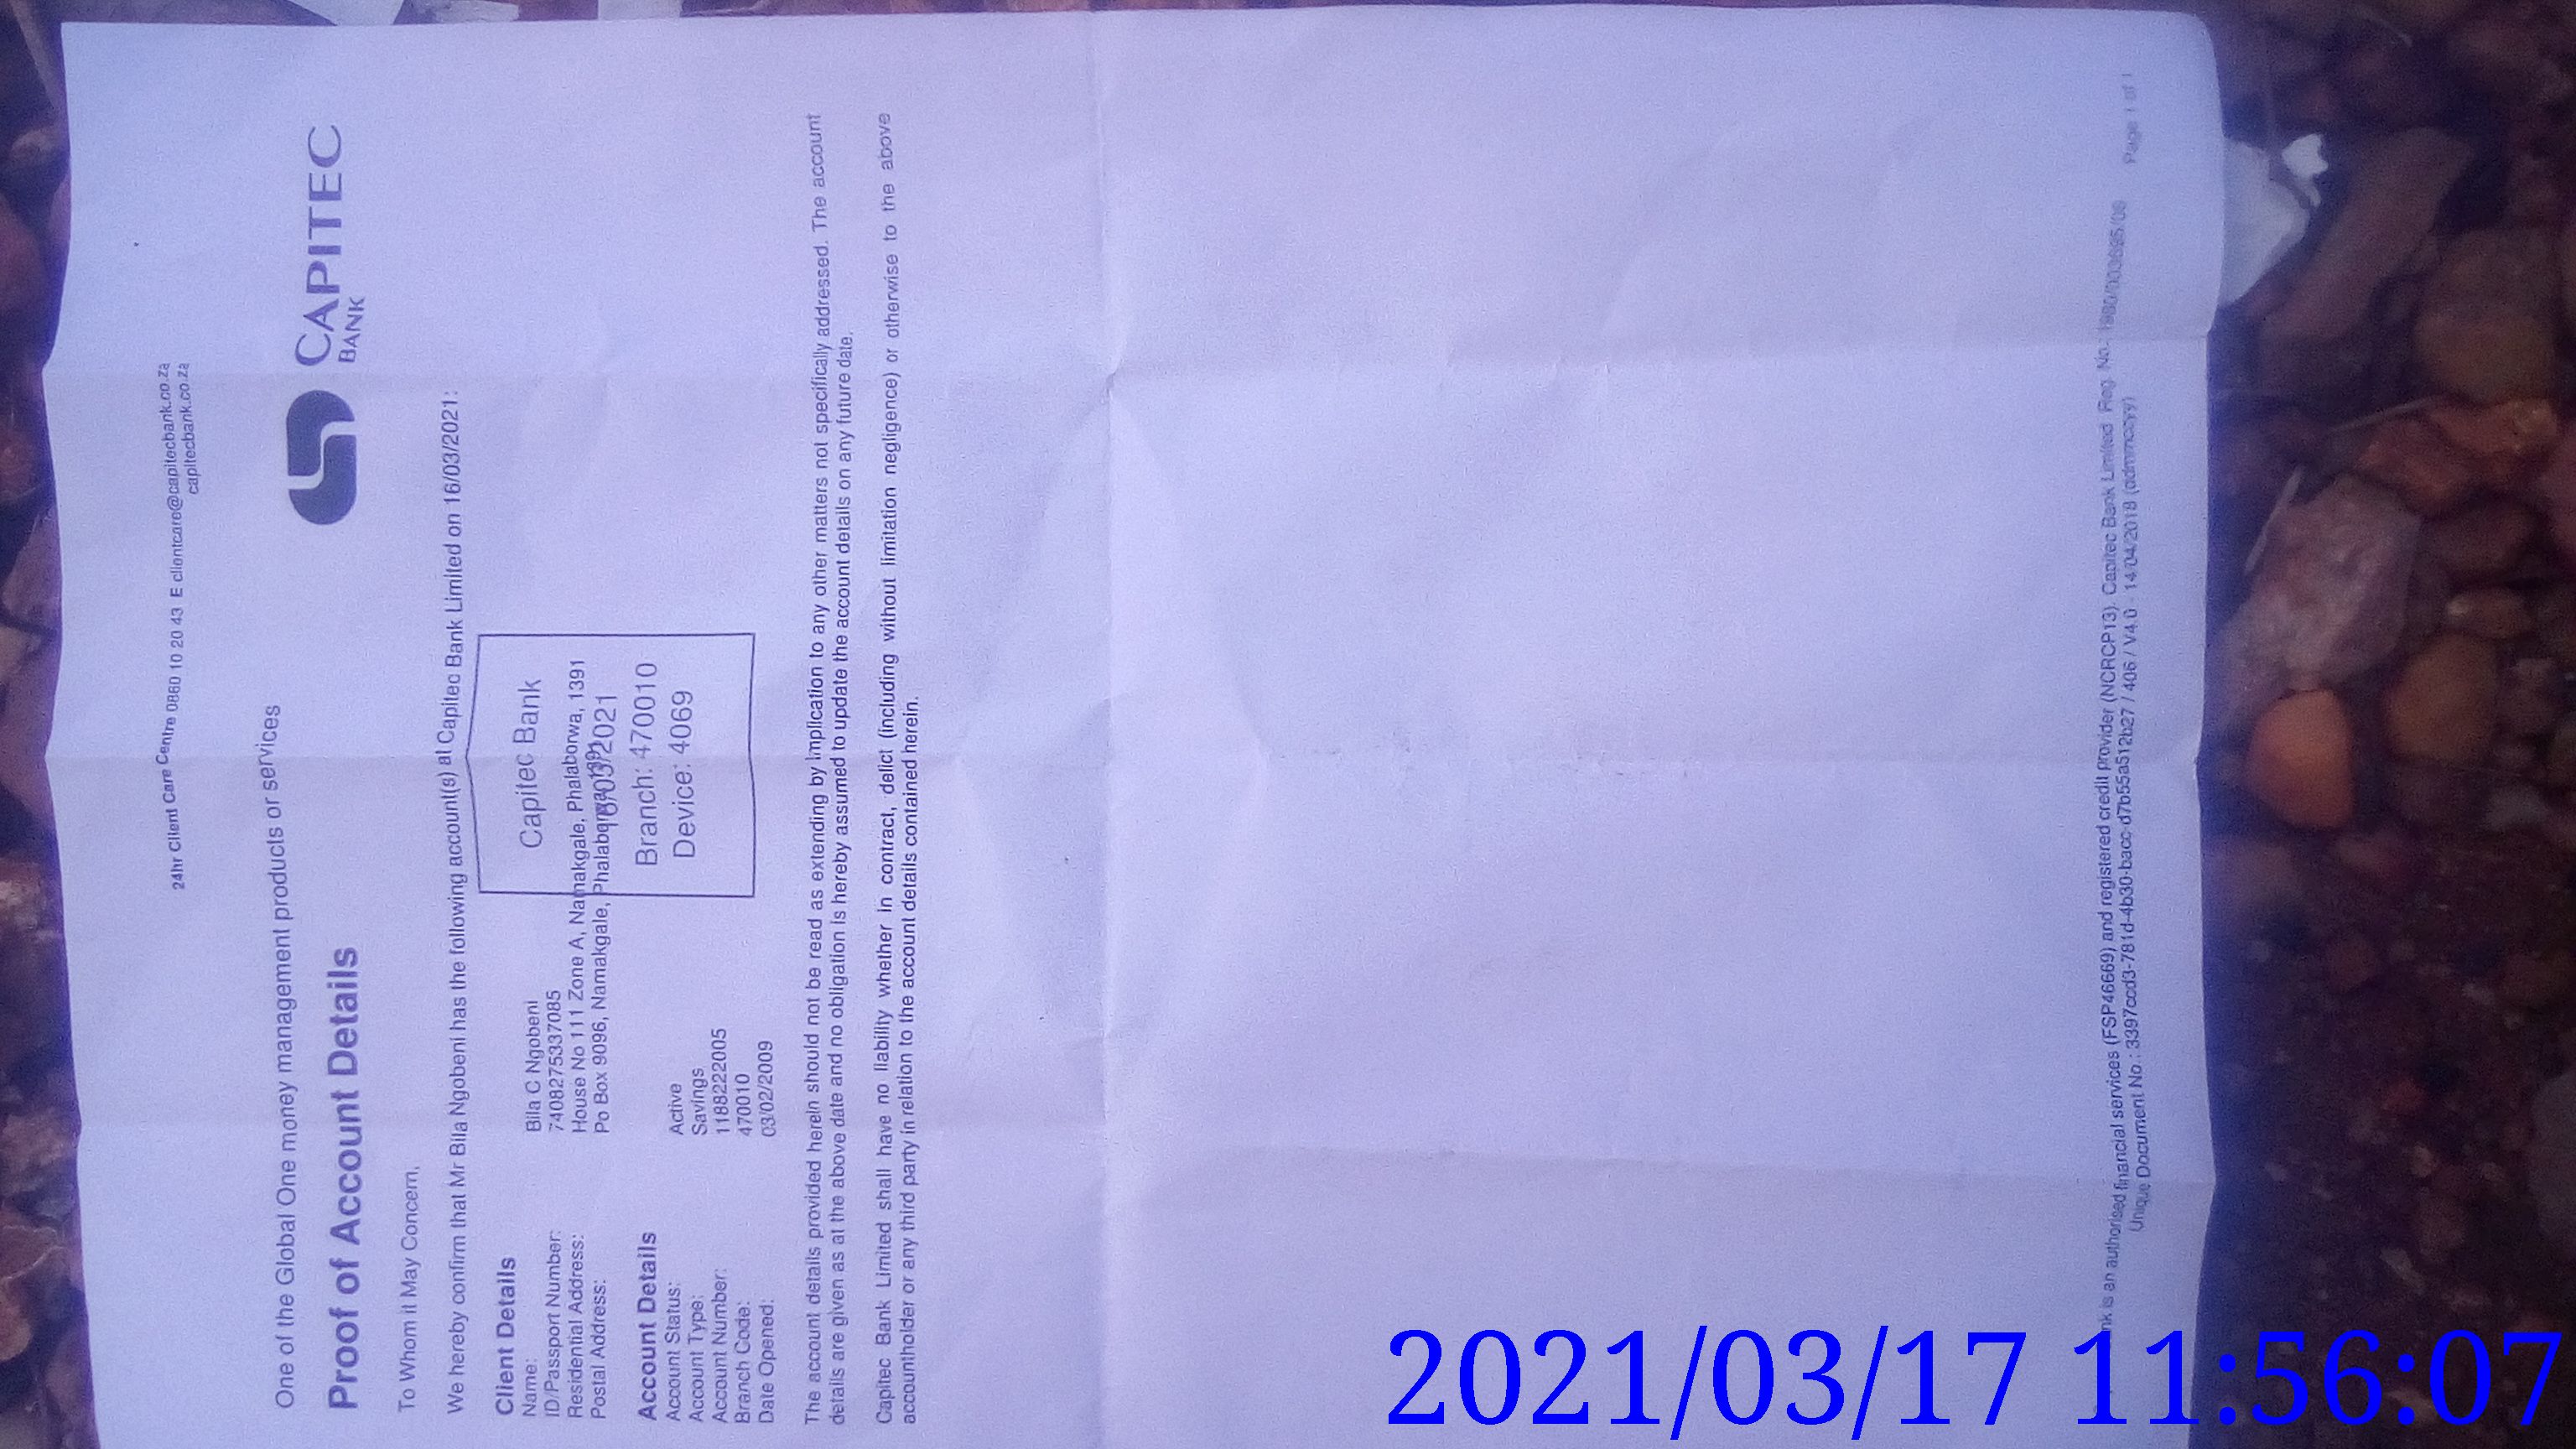 24hr Client Care Centre 0860 10 20 43 E clientcare@capitecbank.co.za
capitecbank.co.za
One of the Global One money management products or services
CAPITEC
BANK
Proof of Account Details
To Whom it May Concern,
We hereby confirm that Mr Bila Ngobeni has the following account(s) at Capitec Bank Limited on 16/03/2021:
Client Details
Name: Bila C Ngobeni
ID/Passport Number: 7408275337085
Residential Address: House No 111 Zone A, Namakgale, Phalaborwa, 1391
Postal Address: Po Box 9096, Namakgale, Phalaborwa, 1391
Capitec Bank
16/03/2021
Branch: 470010
Device: 4069
Account Details
Account Status: Active
Account Type: Savings
Account Number: 1188222005
Branch Code: 470010
Date Opened: 03/02/2009
The account details provided herein should not be read as extending by implication to any other matters not specifically addressed. The account
details are given as at the above date and no obligation is hereby assumed to update the account details on any future date.
Capitec Bank Limited shall have no liability whether in contract, delict (including without limitation negligence) or otherwise to the above
accountholder or any third party in relation to the account details contained herein.
is an authorised financial services (FSP46669) and registered credit provider (NCRCP13). Capitec Bank Limited Reg. No.: 1980/003695/06
Unique Document No.: 3397ccd3-781d-4b30-bacc-d7b55a512b27 / 406 / V4.0 - 14/04/2018 (ddmmccyy)
Page 1 of 1
2021/03/17 11:56:07